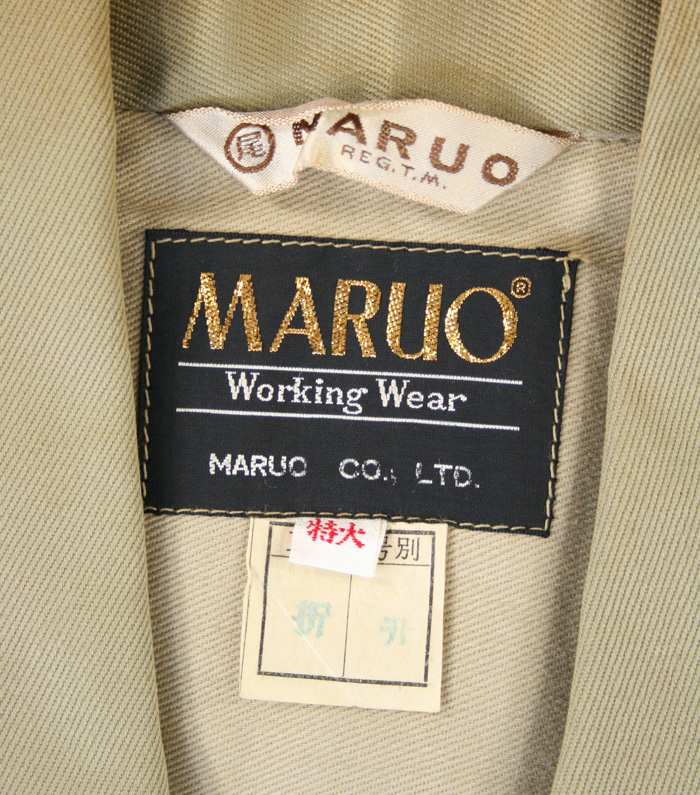 尾 MARUO
REG.T.M.
MARUO®
Working Wear
MARUO CO., LTD.
特大
号別